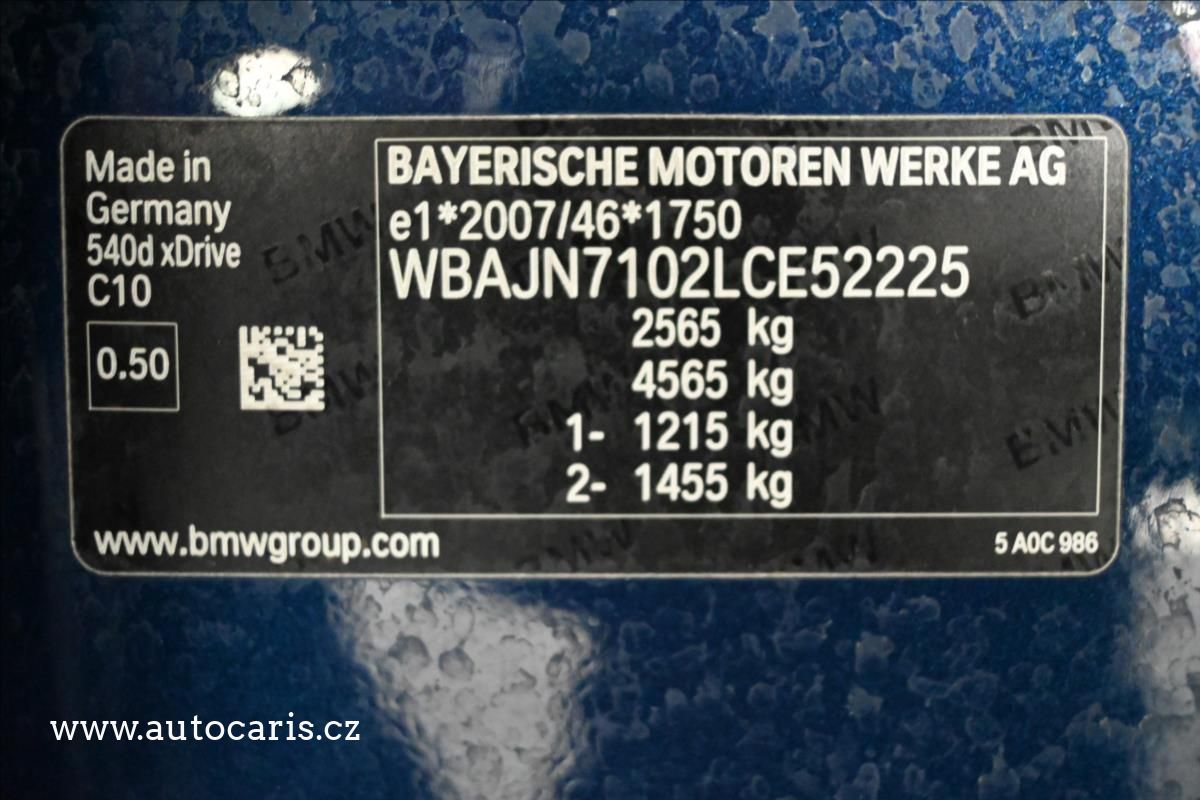 Made in
Germany
540d xDrive
C10
0.50
BAYERISCHE MOTOREN WERKE AG
e1*2007/46*1750
WBAJN7102LCE52225
2565 kg
4565 kg
1- 1215 kg
2- 1455 kg
www.bmwgroup.com
5 A0C 986
www.autocaris.cz